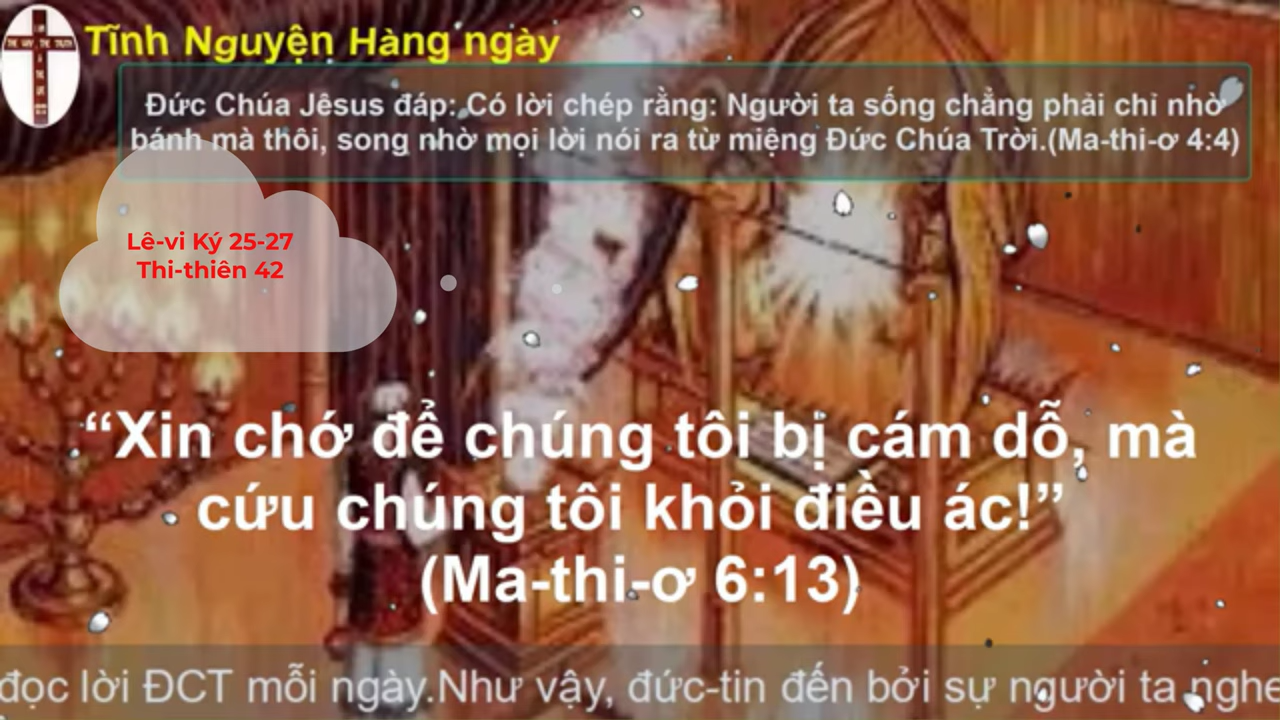 Tĩnh Nguyện Hàng ngày
Đức Chúa Jêsus đáp: Có lời chép rằng: Người ta sống chẳng phải chỉ nhờ
bánh mà thôi, song nhờ mọi lời nói ra từ miệng Đức Chúa Trời.(Ma-thi-ơ 4:4)
Lê-vi Ký 25-27
Thi-thiên 42
“Xin chớ để chúng tôi bị cám dỗ, mà
cứu chúng tôi khỏi điều ác!”
(Ma-thi-ơ 6:13)
đọc lời ĐCT mỗi ngày.Như vậy, đức-tin đến bởi sự người ta nghe